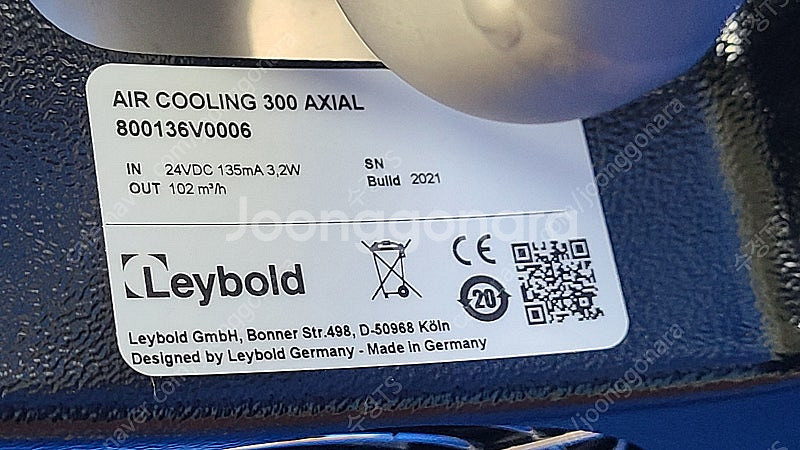 AIR COOLING 300 AXIAL
800136V0006
IN 24VDC 135mA 3,2W
OUT 102 m³/h
SN
Build 2021
Joonggonara
Leybold
CE
20
Leybold GmbH, Bonner Str.498, D-50968 Köln
Designed by Leybold Germany - Made in Germany